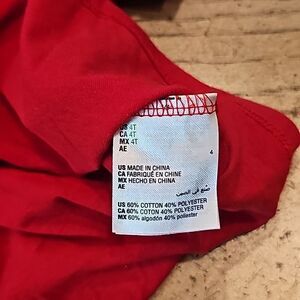 US 4T
CA 4T
MX 4T
AE
4
US MADE IN CHINA
CA FABRIQUÉ EN CHINE
MX HECHO EN CHINA
AE
صنع في الصين
US 60% COTTON 40% POLYESTER
CA 60% COTON 40% POLYESTER
MX 60% algodón 40% poliester